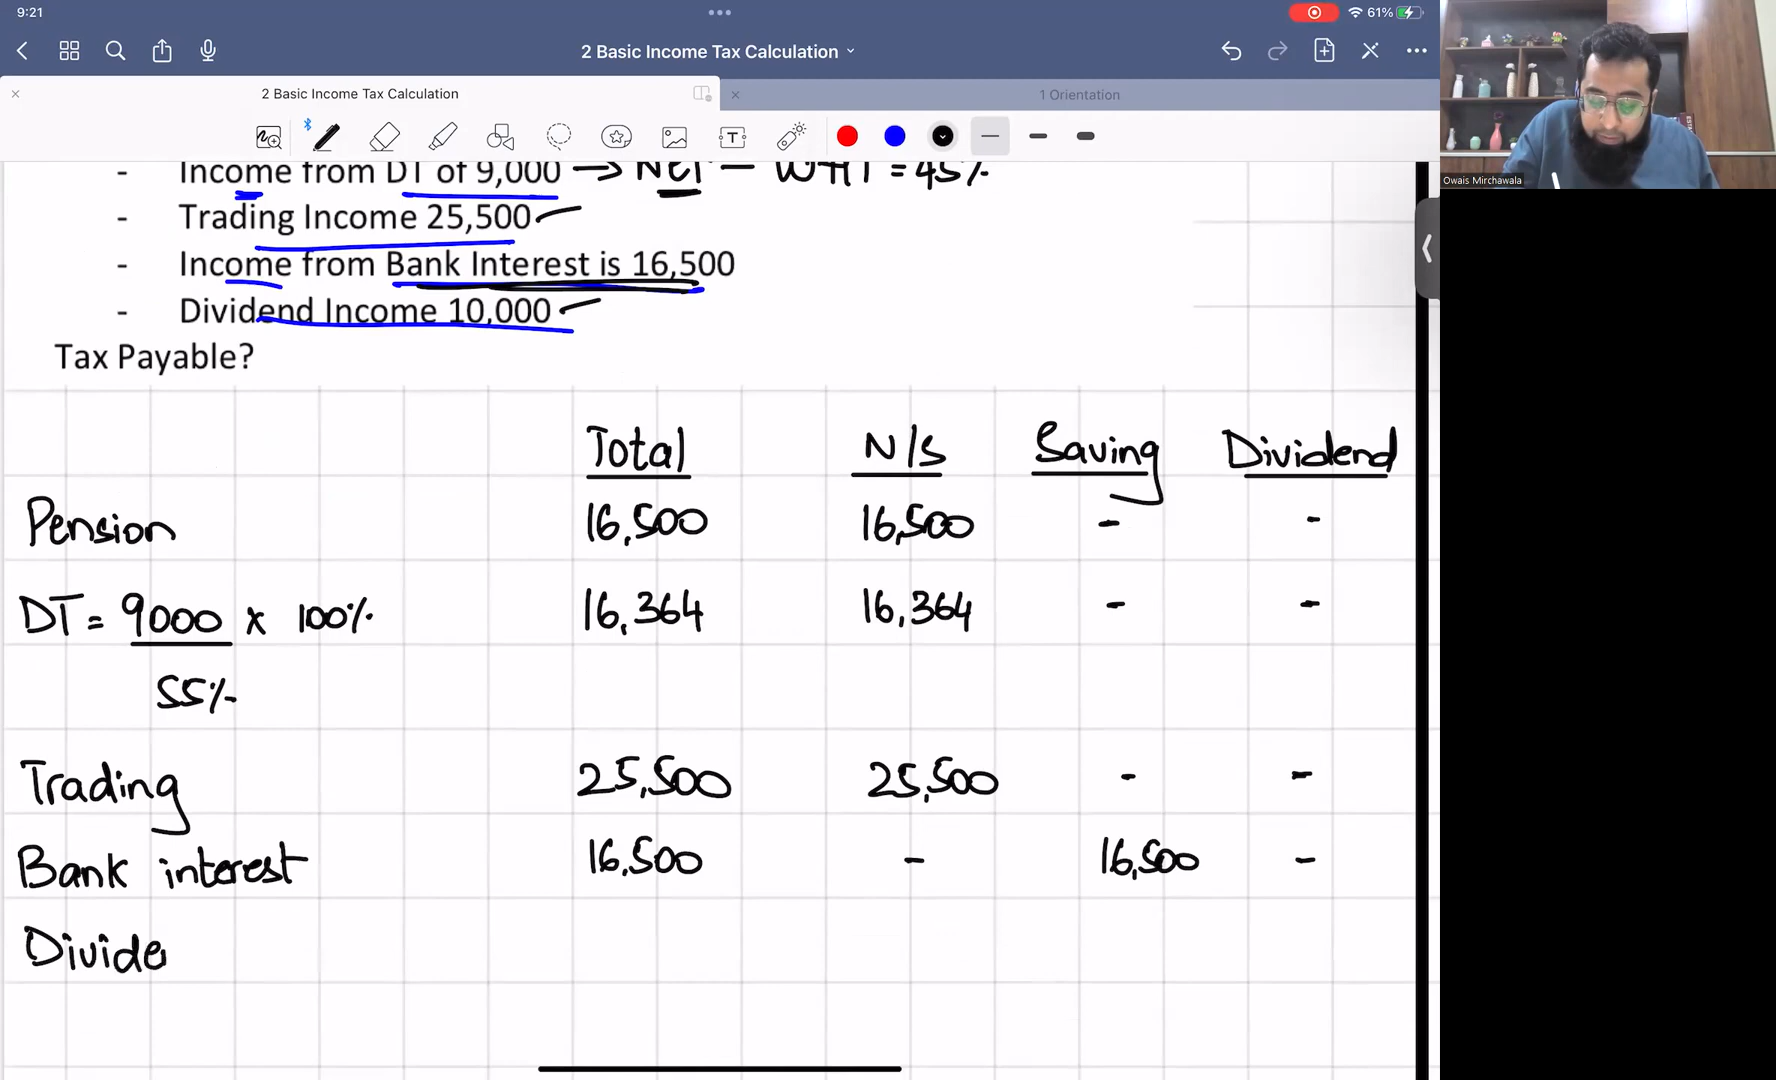 9:21
61%
2 Basic Income Tax Calculation
2 Basic Income Tax Calculation
1 Orientation
T
Owais Mirchawala
- Income from DT of 9,000 → NET — WHT = 45%
- Trading Income 25,500
- Income from Bank Interest is 16,500
- Dividend Income 10,000
Tax Payable?
Total N/S Saving Dividend
Pension 16,500 16,500 - -
DT = 9000 x 100% 16,364 16,364 - -
55%
Trading 25,500 25,500 - -
Bank interest 16,500 - 16,500 -
Divide